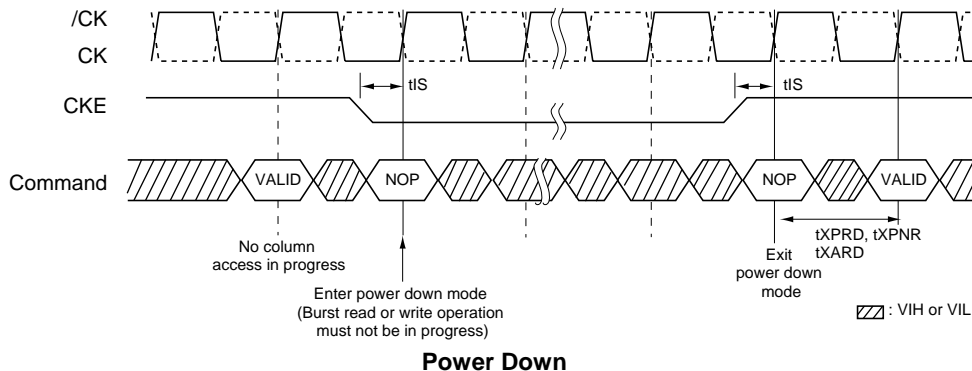 /CK
CK
tIS
tIS
CKE
Command
VALID
NOP
NOP
VALID
No column
access in progress
tXPRD, tXPNR
tXARD
Exit
power down
mode
Enter power down mode
(Burst read or write operation
must not be in progress)
: VIH or VIL
Power Down